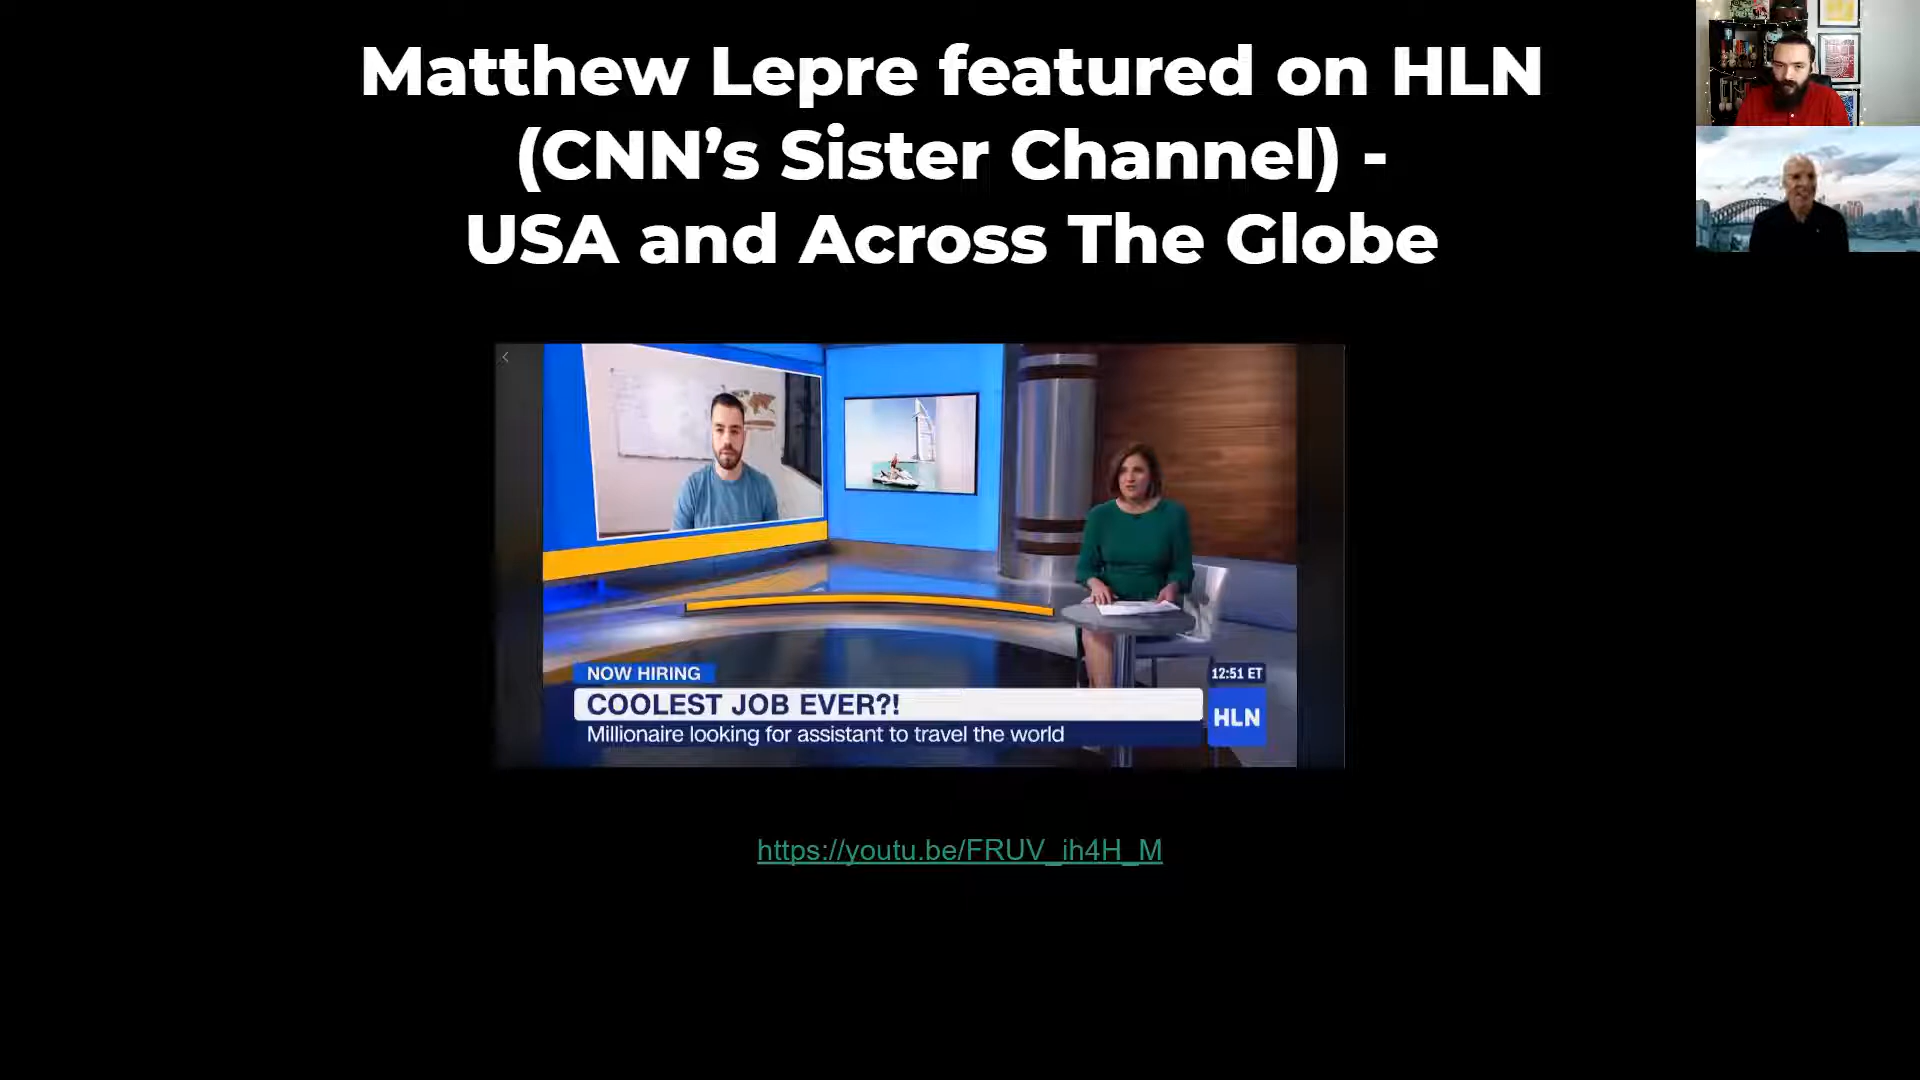 Matthew Lepre featured on HLN
(CNN’s Sister Channel) -
USA and Across The Globe
NOW HIRING
12:51 ET
COOLEST JOB EVER?!
HLN
Millionaire looking for assistant to travel the world
https://youtu.be/FRUV_ih4H_M